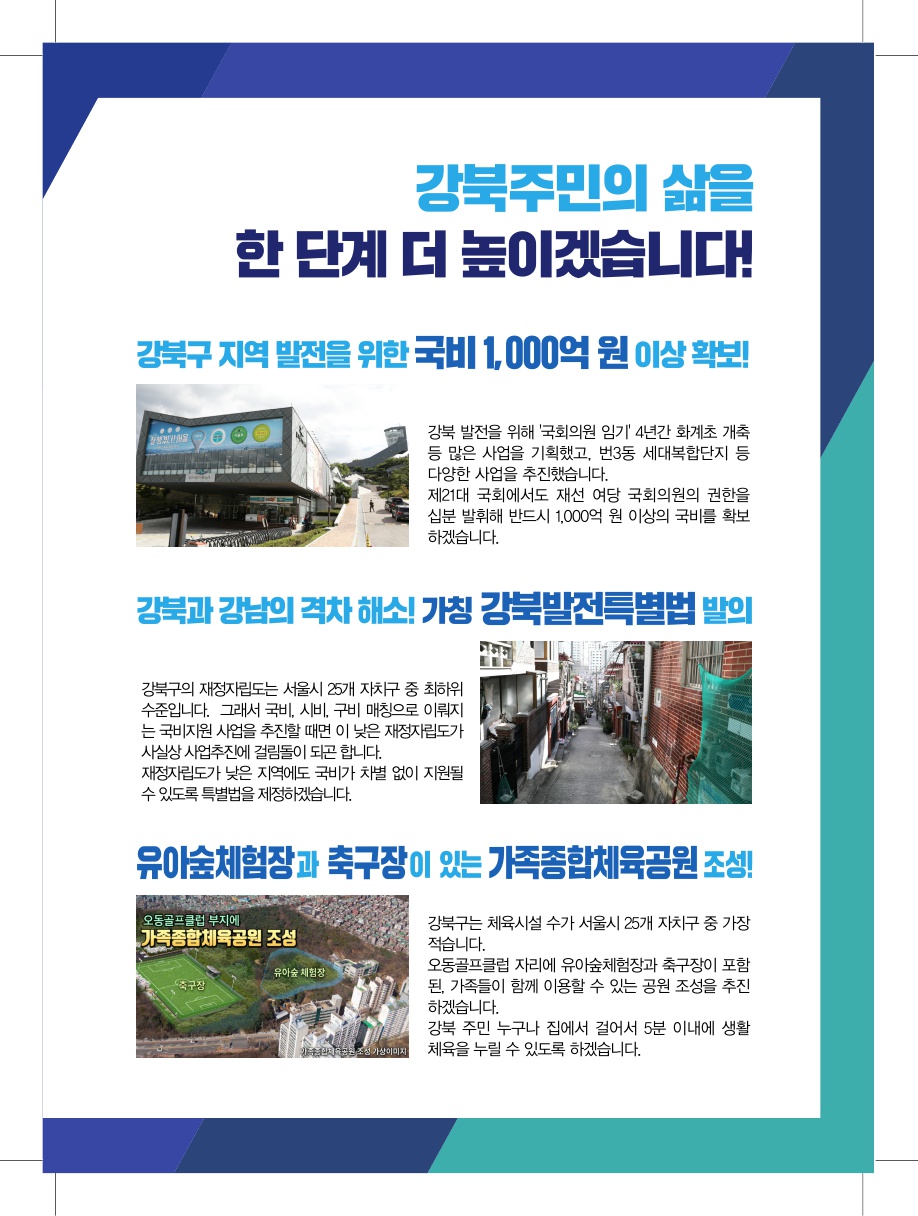 강북주민의 삶을
한 단계 더 높이겠습니다!
강북구 지역 발전을 위한 국비 1,000억 원 이상 확보!
강북 발전을 위해 '국회의원 임기' 4년간 화계초 개축
등 많은 사업을 기획했고, 번3동 세대복합단지 등
다양한 사업을 추진했습니다.
제21대 국회에서도 재선 여당 국회의원의 권한을
십분 발휘해 반드시 1,000억 원 이상의 국비를 확보
하겠습니다.
강북과 강남의 격차 해소! 가칭 강북발전특별법 발의
강북구의 재정자립도는 서울시 25개 자치구 중 최하위
수준입니다. 그래서 국비, 시비, 구비 매칭으로 이뤄지
는 국비지원 사업을 추진할 때면 이 낮은 재정자립도가
사실상 사업추진에 걸림돌이 되곤 합니다.
재정자립도가 낮은 지역에도 국비가 차별 없이 지원될
수 있도록 특별법을 제정하겠습니다.
유아숲체험장과 축구장이 있는 가족종합체육공원 조성!
오동골프클럽 부지에
가족종합체육공원 조성
유아숲 체험장
축구장
가족종합체육공원 조성 가상이미지
강북구는 체육시설 수가 서울시 25개 자치구 중 가장
적습니다.
오동골프클럽 자리에 유아숲체험장과 축구장이 포함
된, 가족들이 함께 이용할 수 있는 공원 조성을 추진
하겠습니다.
강북 주민 누구나 집에서 걸어서 5분 이내에 생활
체육을 누릴 수 있도록 하겠습니다.